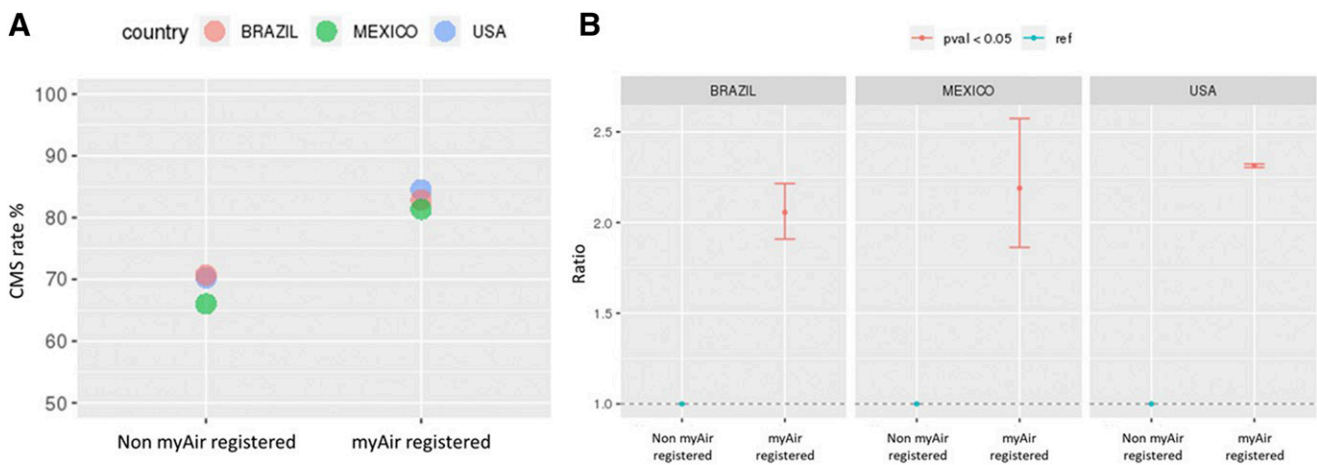 A
country BRAZIL MEXICO USA
CMS rate %
100
90
80
70
60
50
Non myAir registered myAir registered
B
pval < 0.05 ref
BRAZIL MEXICO USA
Ratio
2.5
2.0
1.5
1.0
Non myAir myAir Non myAir myAir Non myAir myAir
registered registered registered registered registered registered